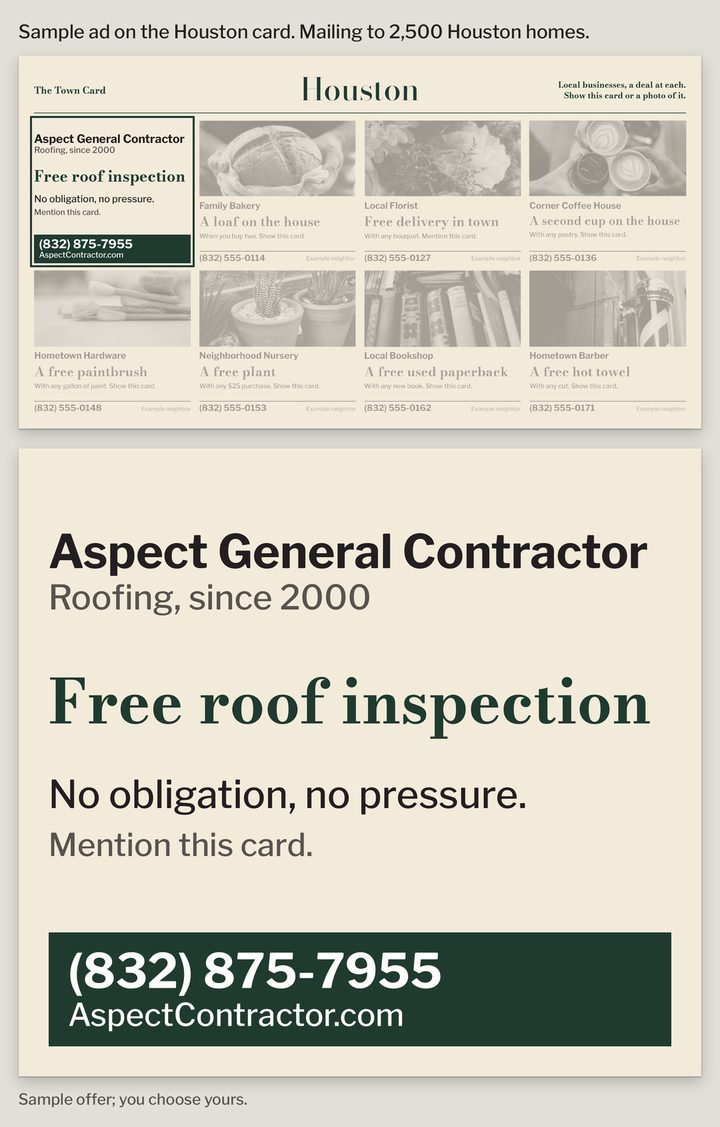 Sample ad on the Houston card. Mailing to 2,500 Houston homes.
The Town Card
Houston
Local businesses, a deal at each.
Show this card or a photo of it.
Aspect General Contractor
Roofing, since 2000
Free roof inspection
No obligation, no pressure.
Mention this card.
(832) 875-7955
AspectContractor.com
Family Bakery
A loaf on the house
When you buy two. Show this card.
(832) 555-0114
Example neighbor
Local Florist
Free delivery in town
With any bouquet. Mention this card.
(832) 555-0127
Example neighbor
Corner Coffee House
A second cup on the house
With any pastry. Show this card.
(832) 555-0136
Example neighbor
Hometown Hardware
A free paintbrush
With any gallon of paint. Show this card.
(832) 555-0148
Example neighbor
Neighborhood Nursery
A free plant
With any $25 purchase. Show this card.
(832) 555-0153
Example neighbor
Local Bookshop
A free used paperback
With any new book. Show this card.
(832) 555-0162
Example neighbor
Hometown Barber
A free hot towel
With any cut. Show this card.
(832) 555-0171
Example neighbor
Aspect General Contractor
Roofing, since 2000
Free roof inspection
No obligation, no pressure.
Mention this card.
(832) 875-7955
AspectContractor.com
Sample offer; you choose yours.